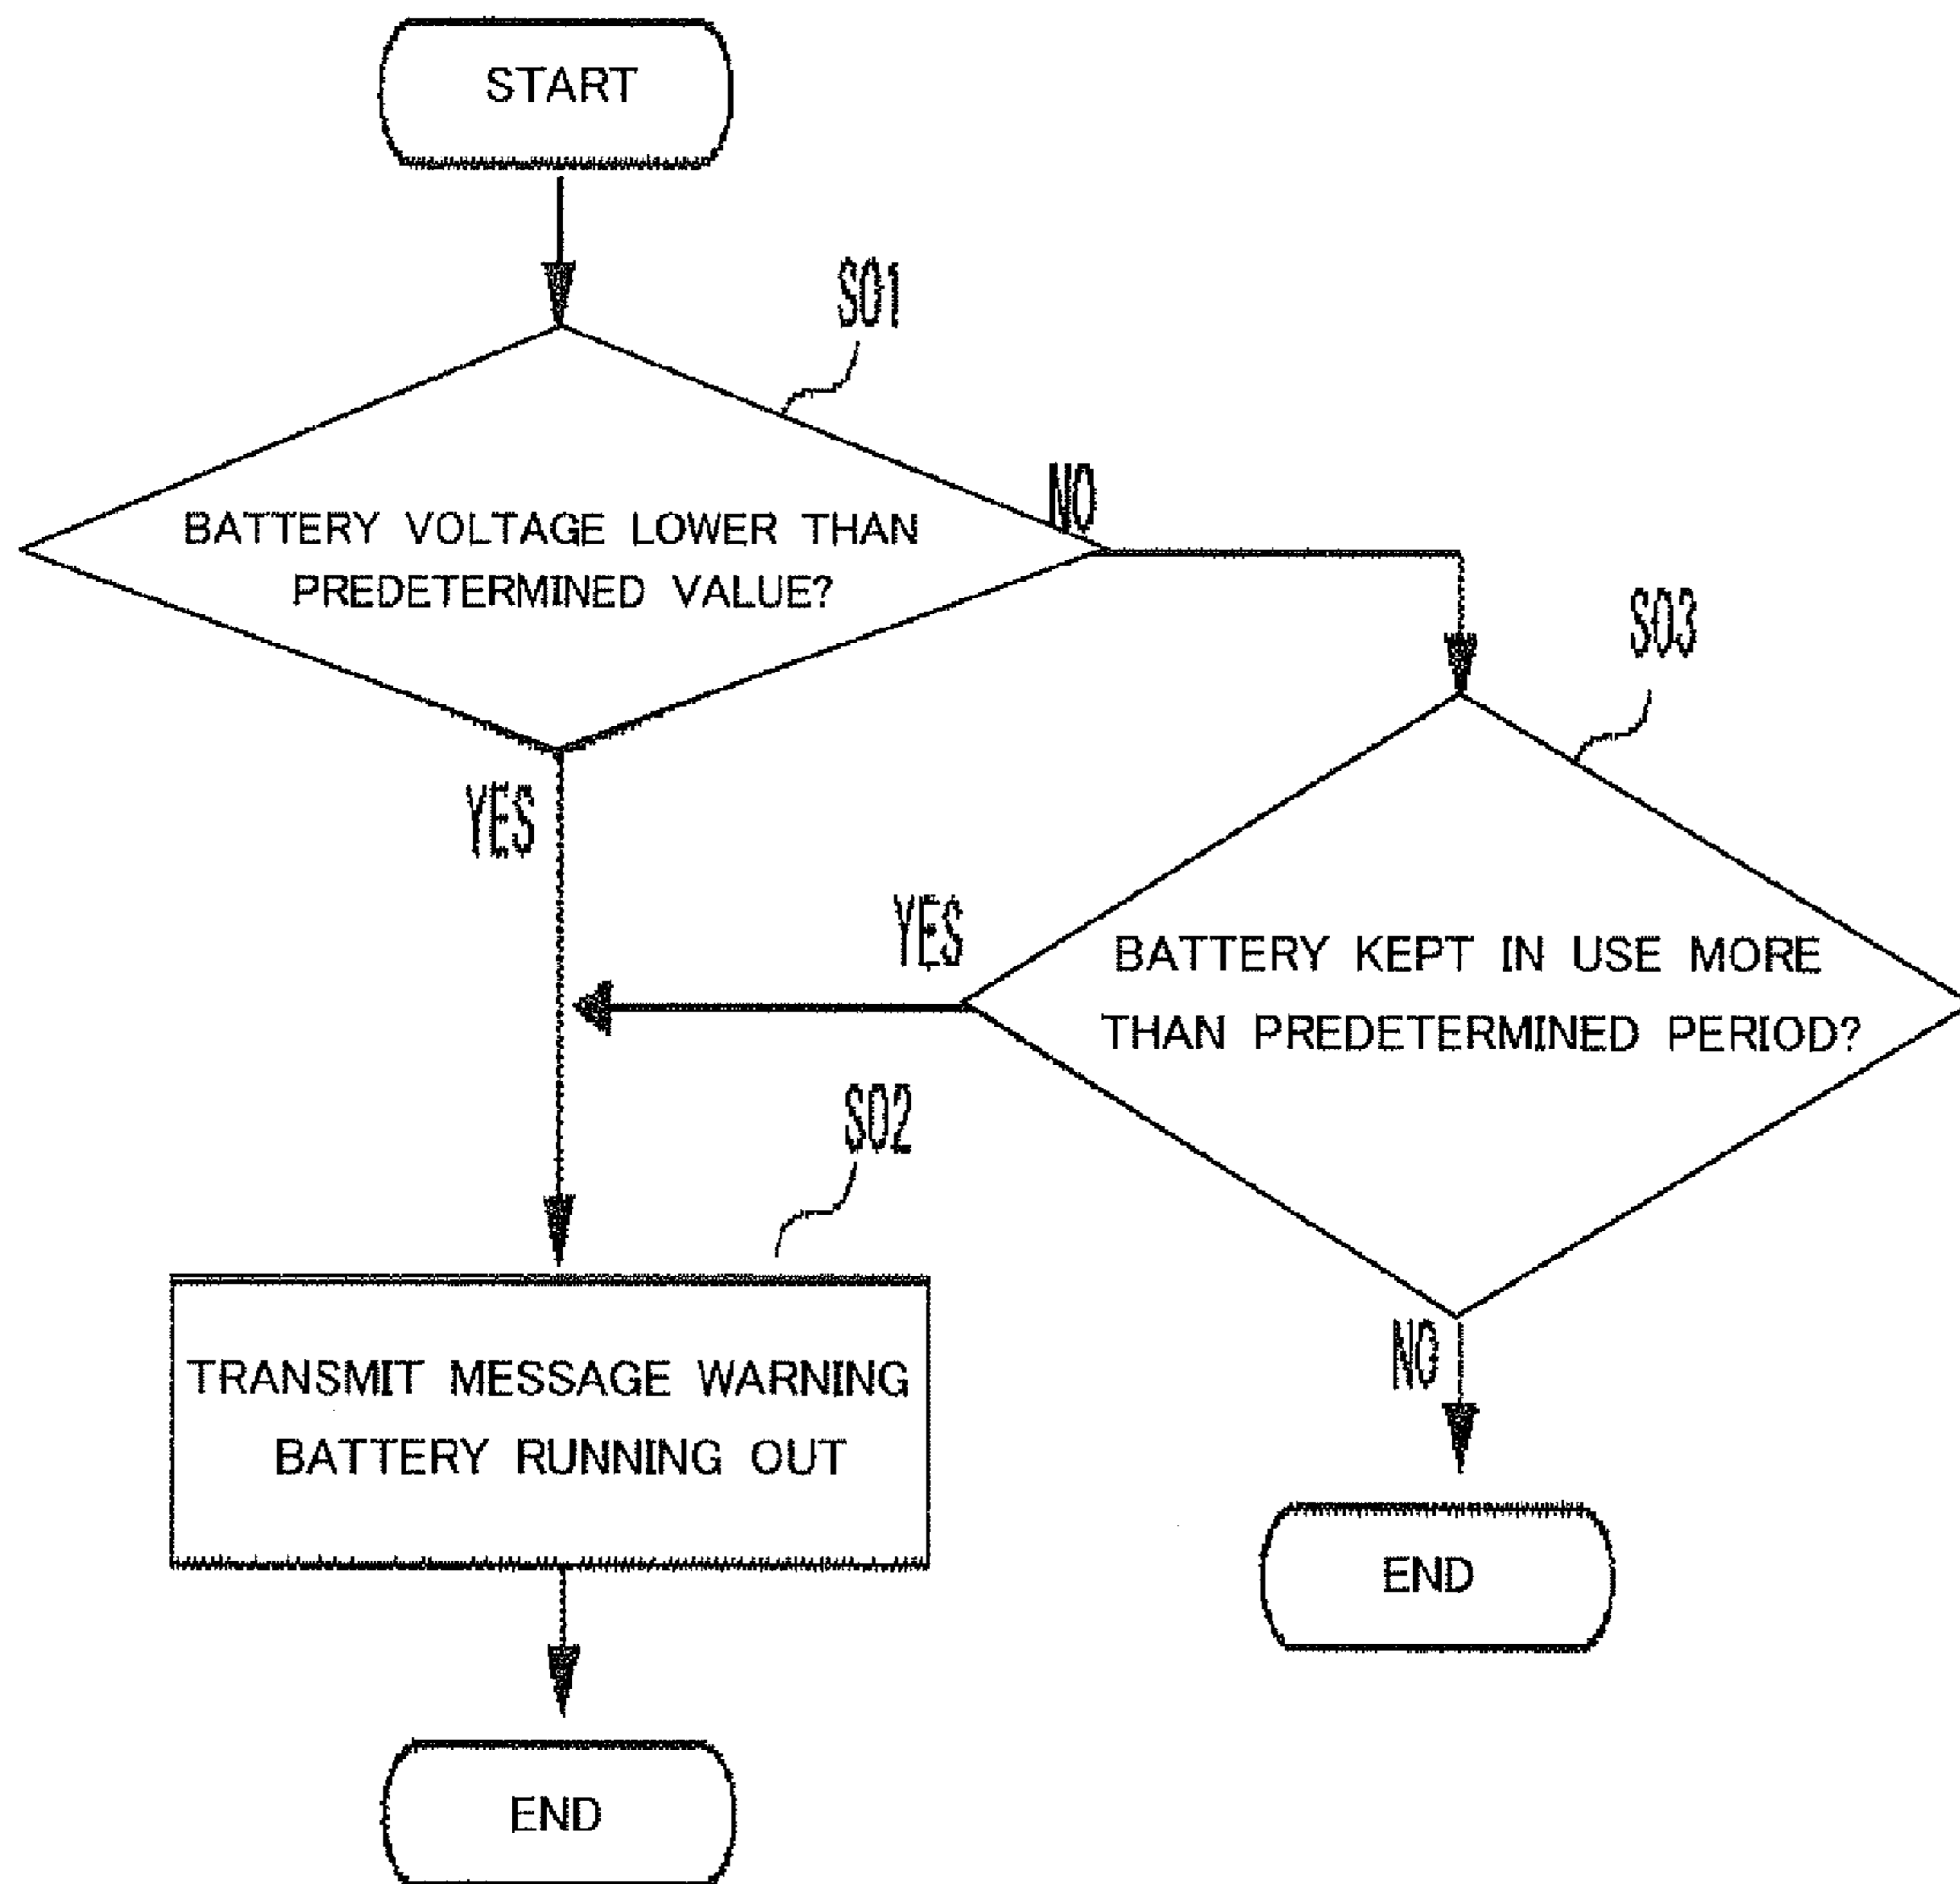 START
S01
BATTERY VOLTAGE LOWER THAN
PREDETERMINED VALUE?
NO
YES
S03
BATTERY KEPT IN USE MORE
THAN PREDETERMINED PERIOD?
YES
NO
S02
TRANSMIT MESSAGE WARNING
BATTERY RUNNING OUT
END
END